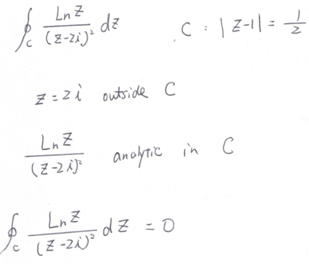 ∮_C Ln z / (z-2i)² dz    C : |z-1| = 1/2
z = 2i outside C
Ln z / (z-2i)² analytic in C
∮_C Ln z / (z-2i)² dz = 0